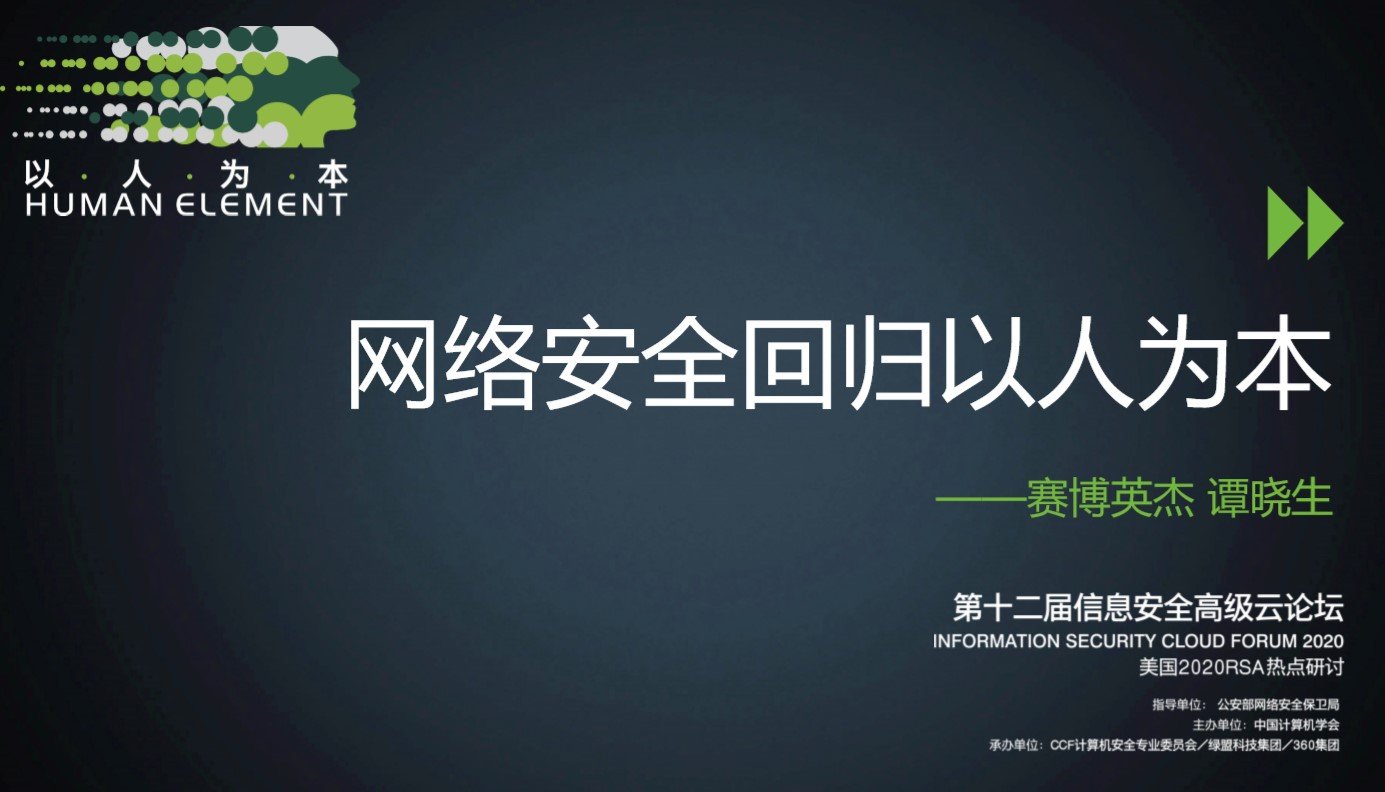 以·人·为·本
HUMAN ELEMENT
网络安全回归以人为本
——赛博英杰 谭晓生
第十二届信息安全高级云论坛
INFORMATION SECURITY CLOUD FORUM 2020
美国2020RSA热点研讨
指导单位：公安部网络安全保卫局
主办单位：中国计算机学会
承办单位：CCF计算机安全专业委员会／绿盟科技集团／360集团